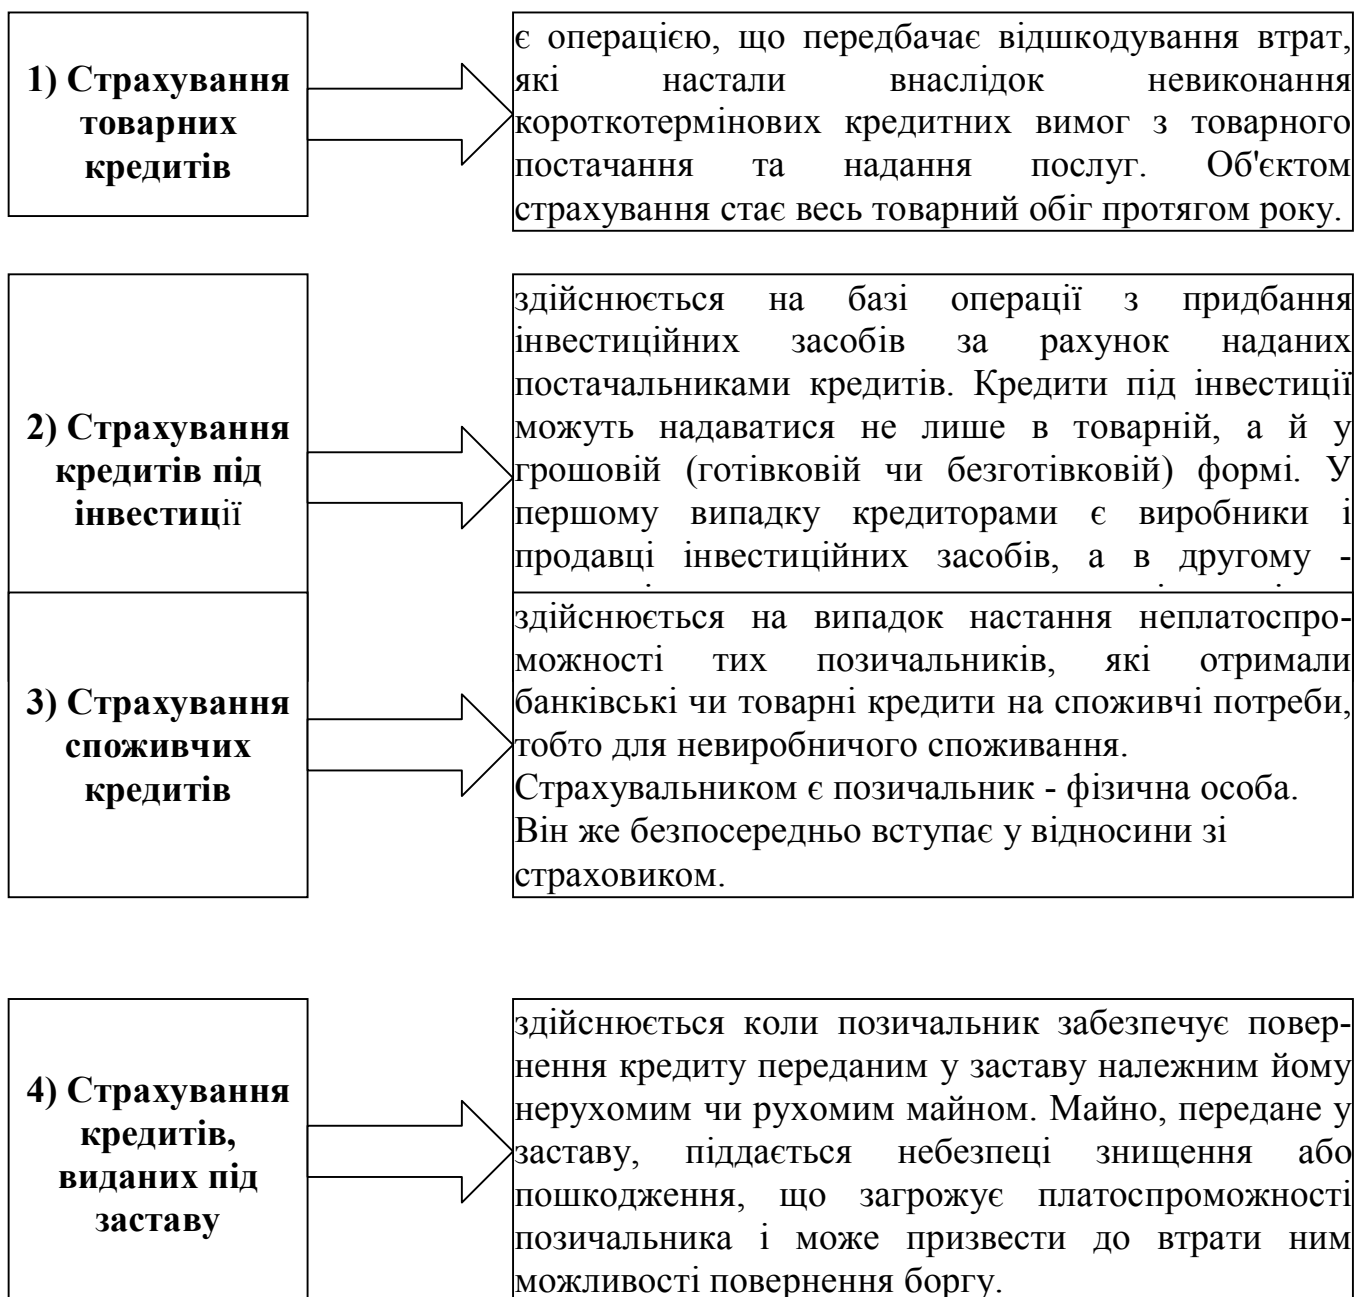 1) Страхування
товарних
кредитів
є операцією, що передбачає відшкодування втрат,
які настали внаслідок невиконання
короткотермінових кредитних вимог з товарного
постачання та надання послуг. Об'єктом
страхування стає весь товарний обіг протягом року.
2) Страхування
кредитів під
інвестиції
здійснюється на базі операції з придбання
інвестиційних засобів за рахунок наданих
постачальниками кредитів. Кредити під інвестиції
можуть надаватися не лише в товарній, а й у
грошовій (готівковій чи безготівковій) формі. У
першому випадку кредиторами є виробники і
продавці інвестиційних засобів, а в другому -
3) Страхування
споживчих
кредитів
здійснюється на випадок настання неплатоспро-
можності тих позичальників, які отримали
банківські чи товарні кредити на споживчі потреби,
тобто для невиробничого споживання.
Страхувальником є позичальник - фізична особа.
Він же безпосередньо вступає у відносини зі
страховиком.
4) Страхування
кредитів,
виданих під
заставу
здійснюється коли позичальник забезпечує повер-
нення кредиту переданим у заставу належним йому
нерухомим чи рухомим майном. Майно, передане у
заставу, піддається небезпеці знищення або
пошкодження, що загрожує платоспроможності
позичальника і може призвести до втрати ним
можливості повернення боргу.